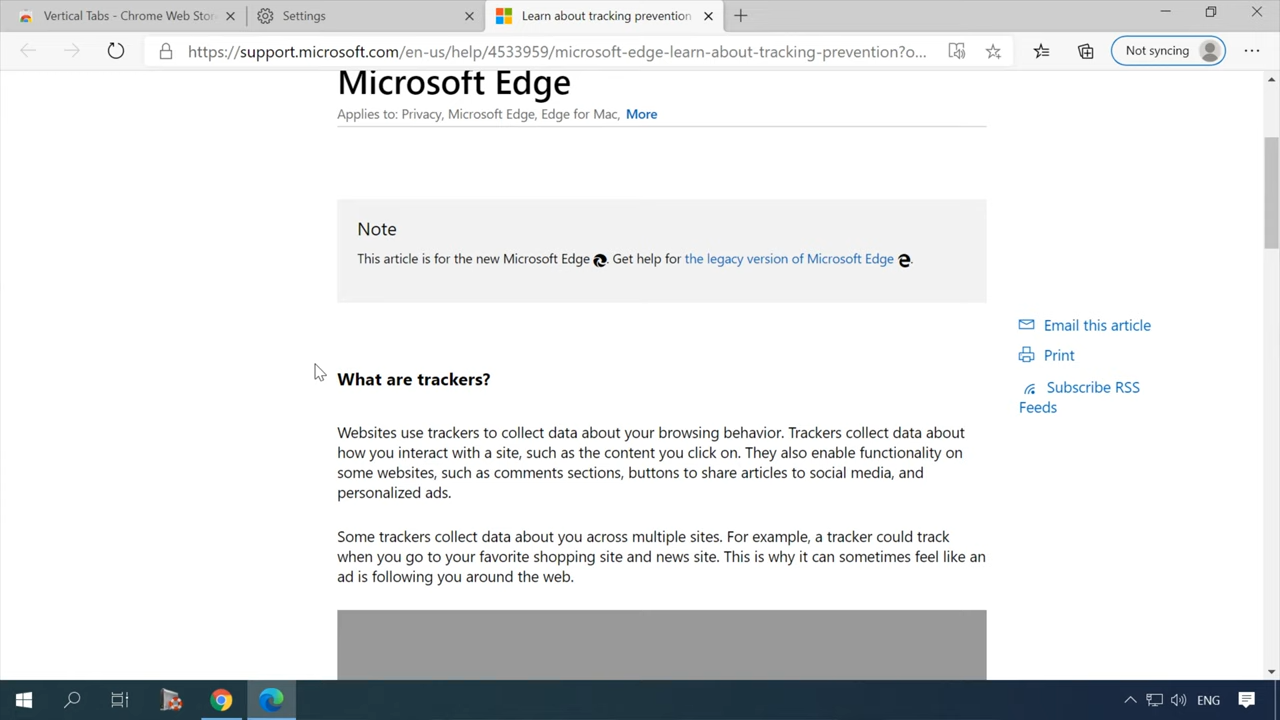 Vertical Tabs - Chrome Web Stor
Settings
Learn about tracking prevention
https://support.microsoft.com/en-us/help/4533959/microsoft-edge-learn-about-tracking-prevention?o...
Not syncing
Microsoft Edge
Applies to: Privacy, Microsoft Edge, Edge for Mac, More
Note
This article is for the new Microsoft Edge . Get help for the legacy version of Microsoft Edge .
Email this article
Print
Subscribe RSS
Feeds
What are trackers?
Websites use trackers to collect data about your browsing behavior. Trackers collect data about
how you interact with a site, such as the content you click on. They also enable functionality on
some websites, such as comments sections, buttons to share articles to social media, and
personalized ads.
Some trackers collect data about you across multiple sites. For example, a tracker could track
when you go to your favorite shopping site and news site. This is why it can sometimes feel like an
ad is following you around the web.
ENG